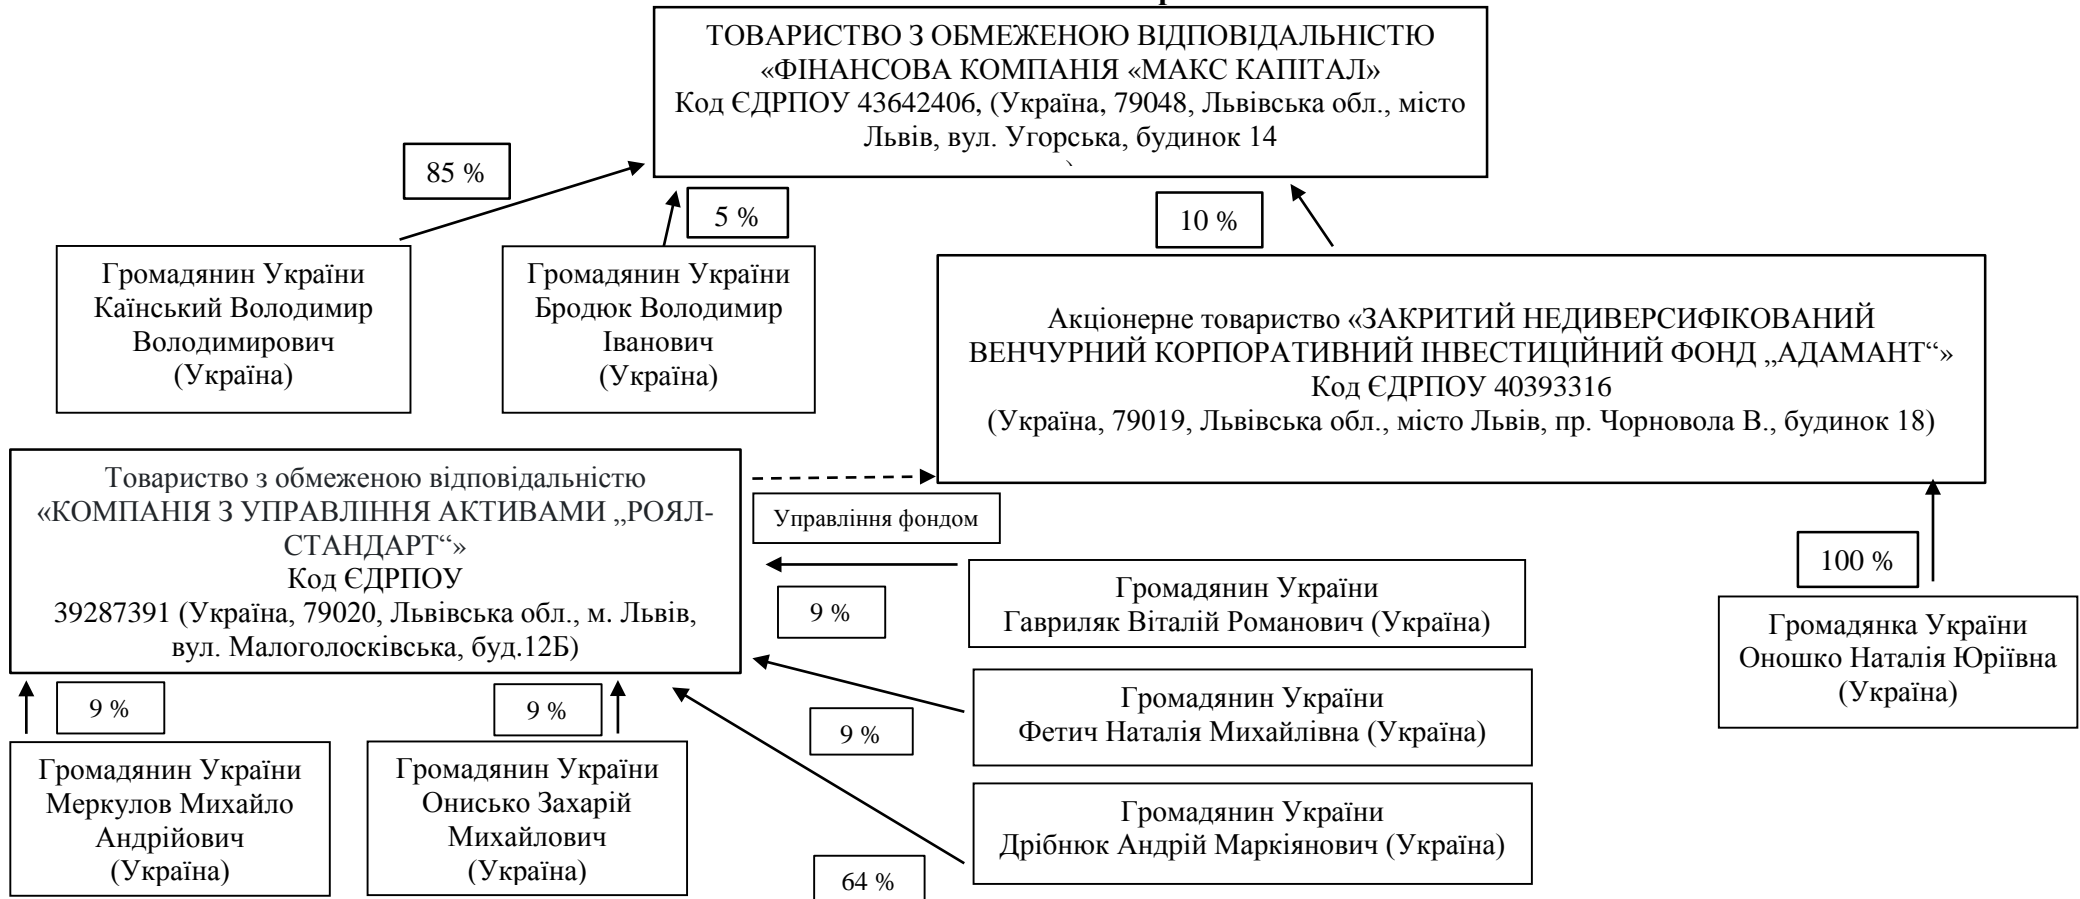 ТОВАРИСТВО З ОБМЕЖЕНОЮ ВІДПОВІДАЛЬНІСТЮ
«ФІНАНСОВА КОМПАНІЯ «МАКС КАПІТАЛ»
Код ЄДРПОУ 43642406, (Україна, 79048, Львівська обл., місто
Львів, вул. Угорська, будинок 14
85 %
5 %
10 %
Громадянин України
Каїнський Володимир
Володимирович
(Україна)
Громадянин України
Бродюк Володимир
Іванович
(Україна)
Акціонерне товариство «ЗАКРИТИЙ НЕДИВЕРСИФІКОВАНИЙ
ВЕНЧУРНИЙ КОРПОРАТИВНИЙ ІНВЕСТИЦІЙНИЙ ФОНД „АДАМАНТ“»
Код ЄДРПОУ 40393316
(Україна, 79019, Львівська обл., місто Львів, пр. Чорновола В., будинок 18)
Товариство з обмеженою відповідальністю
«КОМПАНІЯ З УПРАВЛІННЯ АКТИВАМИ „РОЯЛ-
СТАНДАРТ“»
Код ЄДРПОУ
39287391 (Україна, 79020, Львівська обл., м. Львів,
вул. Малоголосківська, буд.12Б)
Управління фондом
100 %
Громадянин України
Гавриляк Віталій Романович (Україна)
9 %
Громадянка України
Оношко Наталія Юріївна
(Україна)
9 %
9 %
Громадянин України
Фетич Наталія Михайлівна (Україна)
9 %
Громадянин України
Меркулов Михайло
Андрійович
(Україна)
Громадянин України
Онисько Захарій
Михайлович
(Україна)
Громадянин України
Дрібнюк Андрій Маркіянович (Україна)
64 %